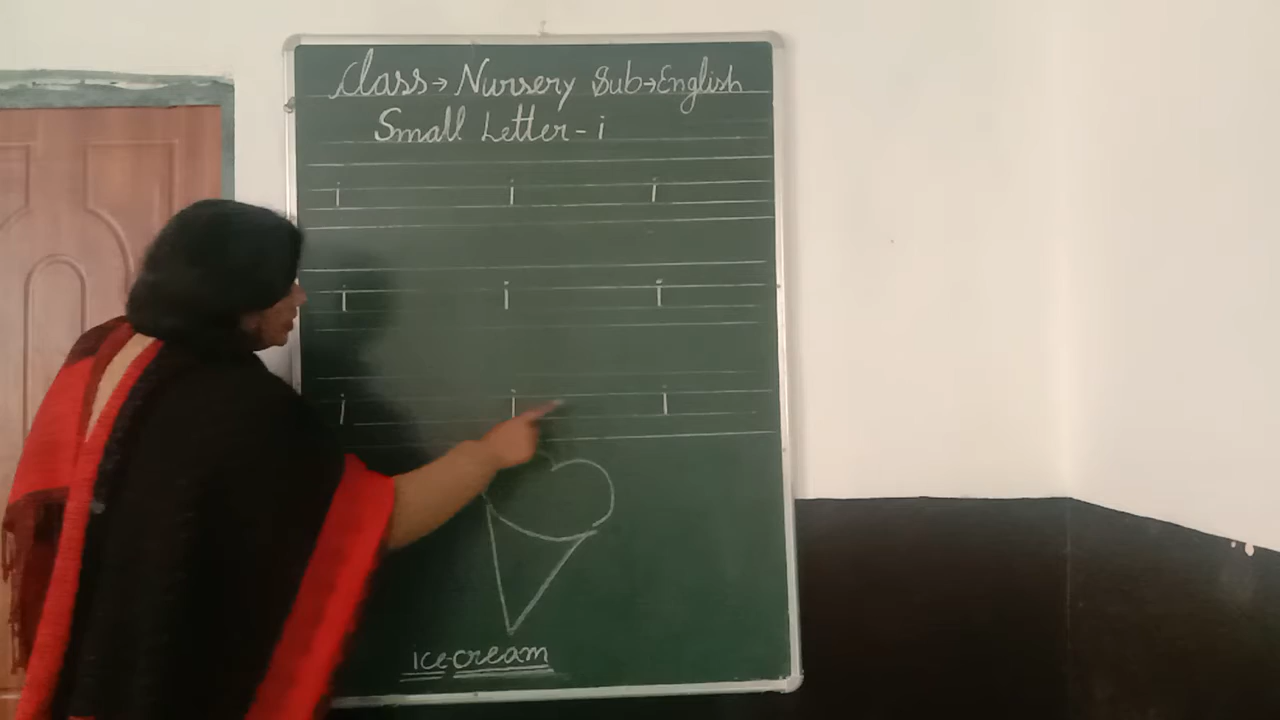 Class→ Nursery Sub→English
Small Letter - i
i i i
i i i
i i i
ice-cream